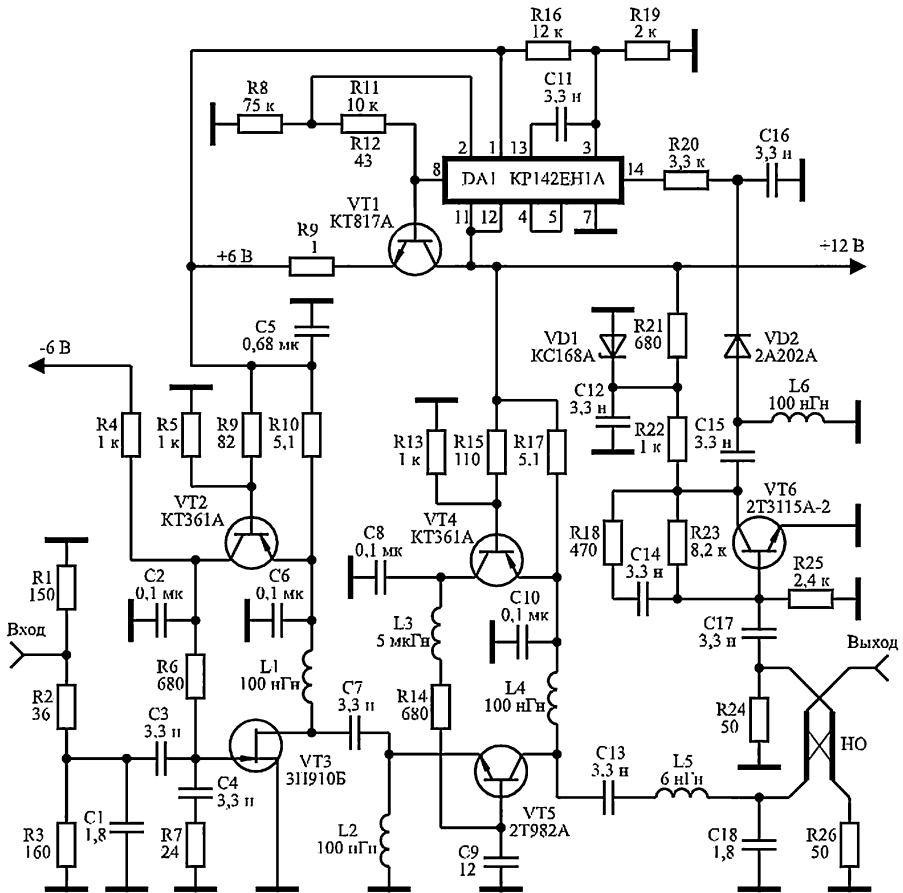 R16
12 к
R19
2 к
R8
75 к
R11
10 к
R12
43
C11
3,3 н
2
1
13
3
8
DA1 КР142ЕН1А
14
11
12
4
5
7
R20
3,3 к
C16
3,3 н
VT1
КТ817А
R9
1
+6 В
+12 В
C5
0,68 мк
-6 В
VD1
КС168А
R21
680
VD2
2А202А
L6
100 нГн
C12
3,3 н
R4
1 к
R5
1 к
R9
82
R10
5,1
R13
1 к
R15
110
R17
5,1
R22
1 к
C15
3,3 н
VT2
КТ361А
VT4
КТ361А
VT6
2Т3115А-2
R18
470
R23
8,2 к
C8
0,1 мк
C14
3,3 н
R25
2,4 к
R1
150
C2
0,1 мк
C6
0,1 мк
C10
0,1 мк
Вход
L3
5 мкГн
C17
3,3 н
Выход
R2
36
R6
680
L1
100 нГн
C7
3,3 н
R14
680
L4
100 нГн
R24
50
НО
C3
3,3 п
VT3
3П910Б
C13
3,3 н
L5
6 нГн
C4
3,3 п
VT5
2Т982А
R3
160
C1
1,8
R7
24
L2
100 нГн
C9
12
C18
1,8
R26
50